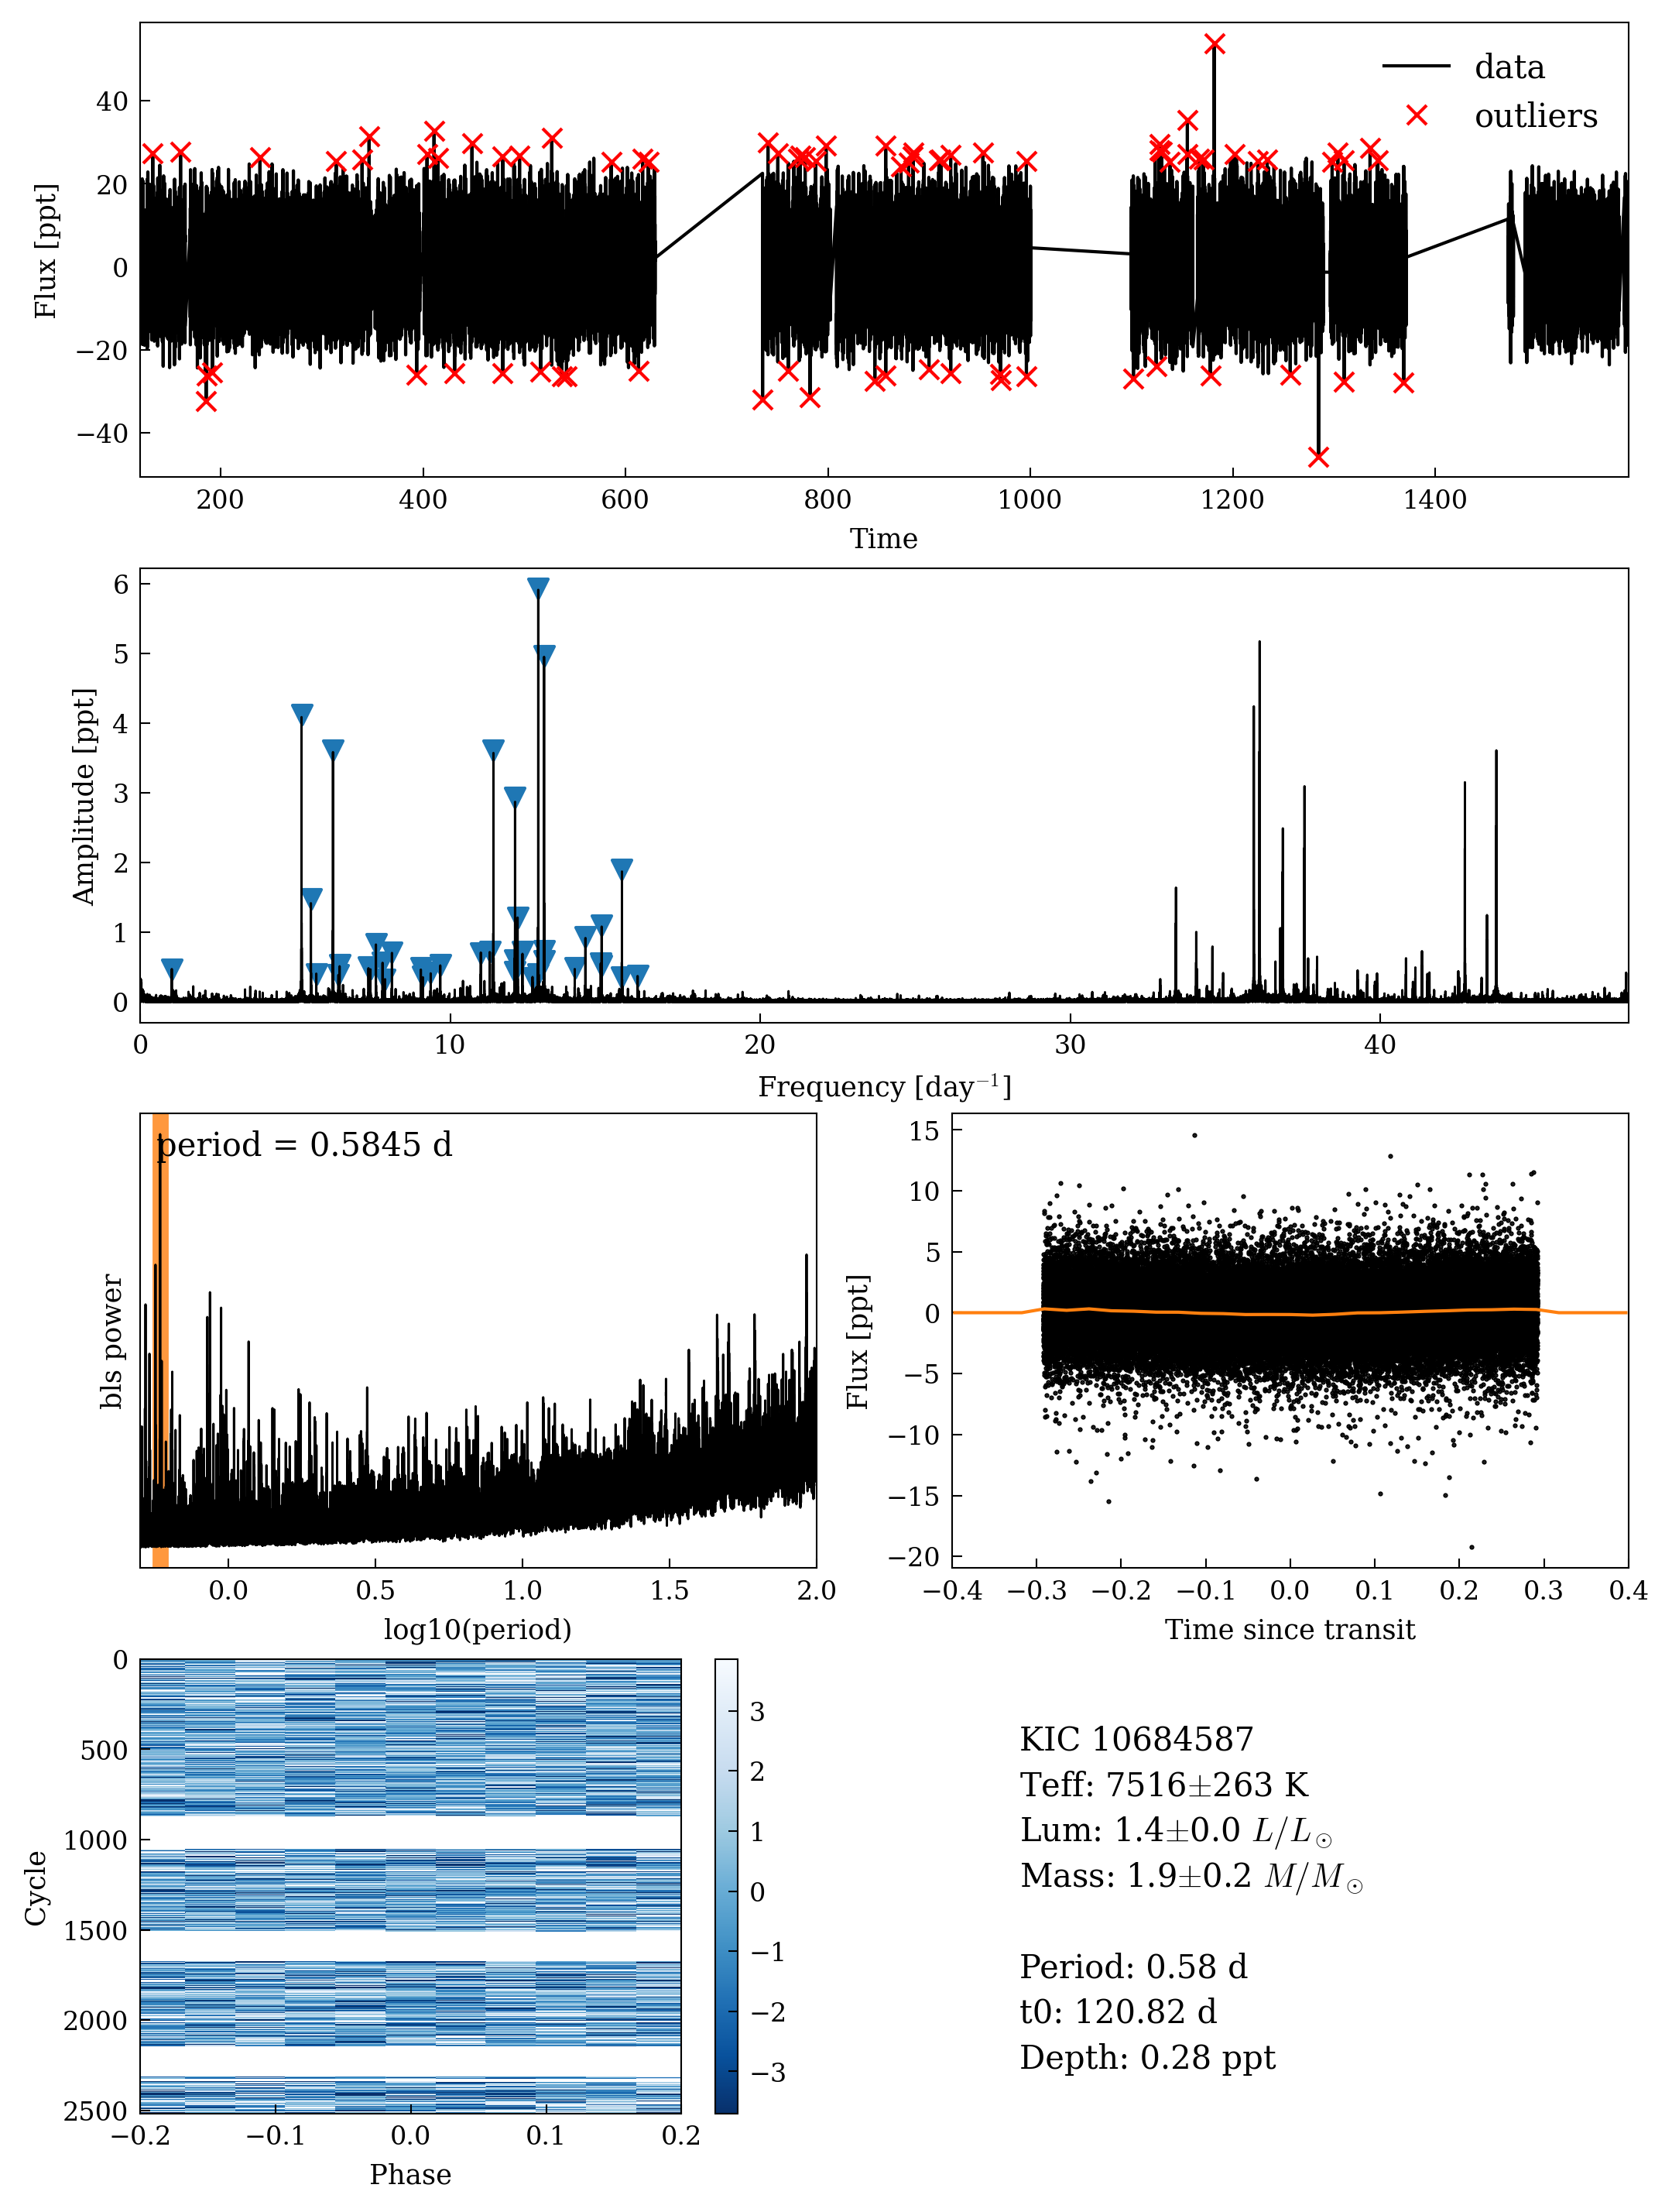 40
20
0
−20
−40
Flux [ppt]
data
outliers
200 400 600 800 1000 1200 1400
Time
6
5
4
3
2
1
0
Amplitude [ppt]
0 10 20 30 40
Frequency [day⁻¹]
period = 0.5845 d
bls power
0.0 0.5 1.0 1.5 2.0
log10(period)
15
10
5
0
−5
−10
−15
−20
Flux [ppt]
−0.4 −0.3 −0.2 −0.1 0.0 0.1 0.2 0.3 0.4
Time since transit
0
500
1000
1500
2000
2500
Cycle
−0.2 −0.1 0.0 0.1 0.2
Phase
3
2
1
0
−1
−2
−3
KIC 10684587
Teff: 7516±263 K
Lum: 1.4±0.0 L/L☉
Mass: 1.9±0.2 M/M☉
Period: 0.58 d
t0: 120.82 d
Depth: 0.28 ppt